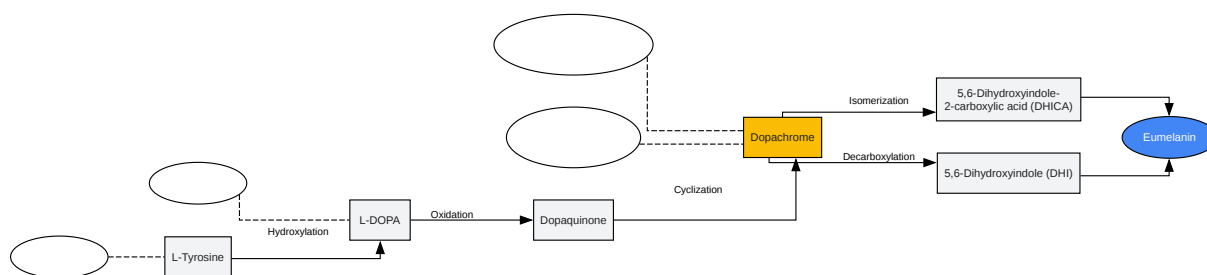 Isomerization
5,6-Dihydroxyindole-
2-carboxylic acid (DHICA)
Dopachrome
Eumelanin
Decarboxylation
5,6-Dihydroxyindole (DHI)
Cyclization
L-DOPA
Oxidation
Dopaquinone
Hydroxylation
L-Tyrosine